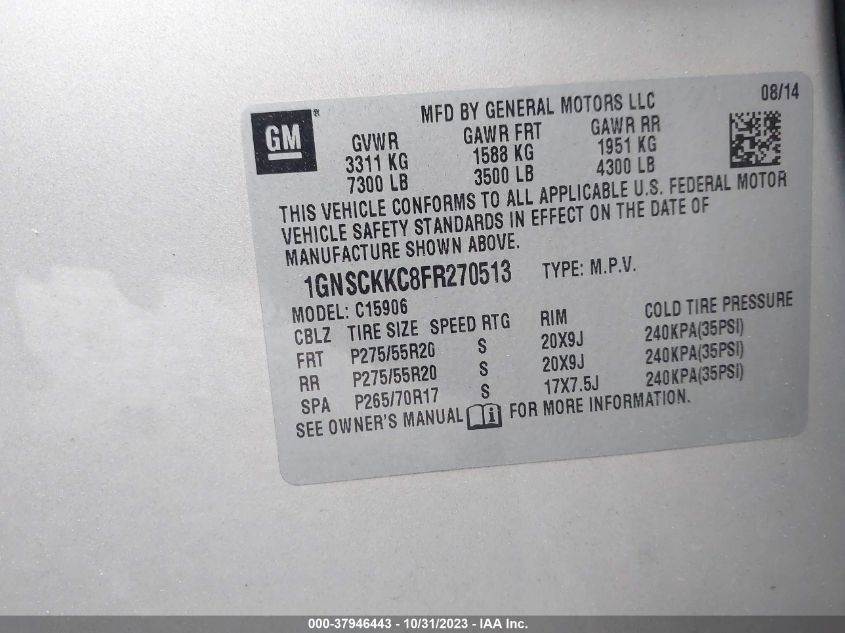 GM®
MFD BY GENERAL MOTORS LLC
08/14
GVWR GAWR FRT GAWR RR
3311 KG 1588 KG 1951 KG
7300 LB 3500 LB 4300 LB
THIS VEHICLE CONFORMS TO ALL APPLICABLE U.S. FEDERAL MOTOR
VEHICLE SAFETY STANDARDS IN EFFECT ON THE DATE OF
MANUFACTURE SHOWN ABOVE.
1GNSCKKC8FR270513 TYPE: M.P.V.
MODEL: C15906
CBLZ TIRE SIZE SPEED RTG RIM COLD TIRE PRESSURE
FRT P275/55R20 S 20X9J 240KPA(35PSI)
RR P275/55R20 S 20X9J 240KPA(35PSI)
SPA P265/70R17 S 17X7.5J 240KPA(35PSI)
SEE OWNER'S MANUAL FOR MORE INFORMATION.
000-37946443 - 10/31/2023 - IAA Inc.